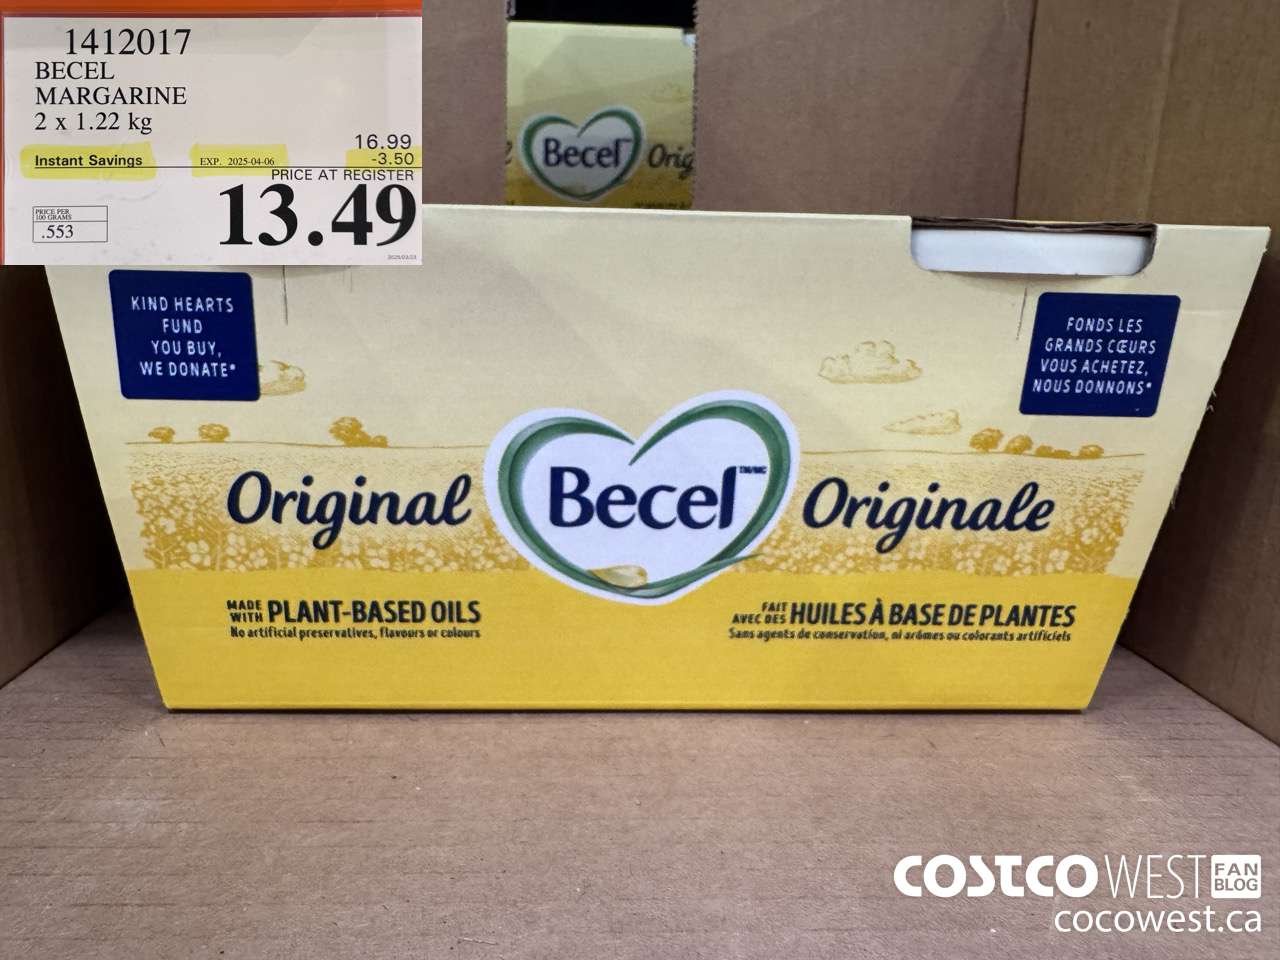 1412017
BECEL
MARGARINE
2 x 1.22 kg
16.99
Instant Savings EXP. 2025-04-06 -3.50
PRICE AT REGISTER
13.49
PRICE PER
100 GRAMS
.553
Becel Orig
KIND HEARTS
FUND
YOU BUY,
WE DONATE*
FONDS LES
GRANDS CŒURS
VOUS ACHETEZ,
NOUS DONNONS*
Original Becel TM/MC Originale
MADE WITH PLANT-BASED OILS
No artificial preservatives, flavours or colours
FAIT AVEC DES HUILES À BASE DE PLANTES
Sans agents de conservation, ni arômes ou colorants artificiels
COSTCO WEST FAN BLOG
cocowest.ca